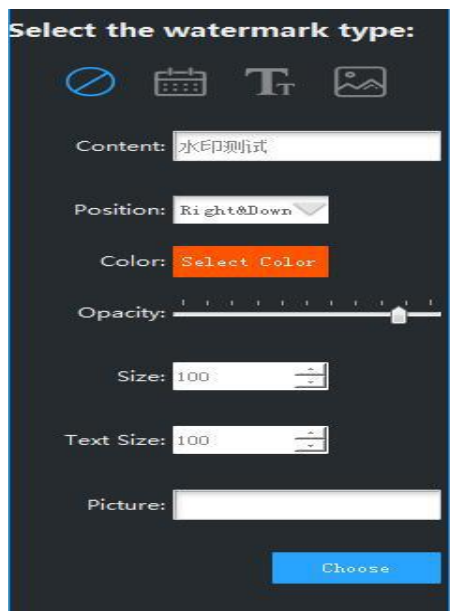 Select the watermark type:
Content: 水印测试
Position: Right&Down
Color: Select Color
Opacity:
Size: 100
Text Size: 100
Picture:
Choose